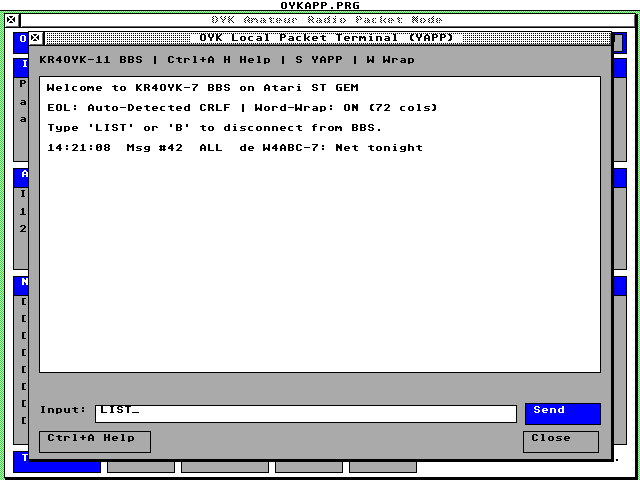 OYKAPP.PRG
OYK Amateur Radio Packet Node
OYK Local Packet Terminal (YAPP)
KR4OYK-11 BBS | Ctrl+A H Help | S YAPP | W Wrap
Welcome to KR4OYK-7 BBS on Atari ST GEM
EOL: Auto-Detected CRLF | Word-Wrap: ON (72 cols)
Type 'LIST' or 'B' to disconnect from BBS.
14:21:08 Msg #42 ALL de W4ABC-7: Net tonight
Input: LIST_
Send
Ctrl+A Help
Close